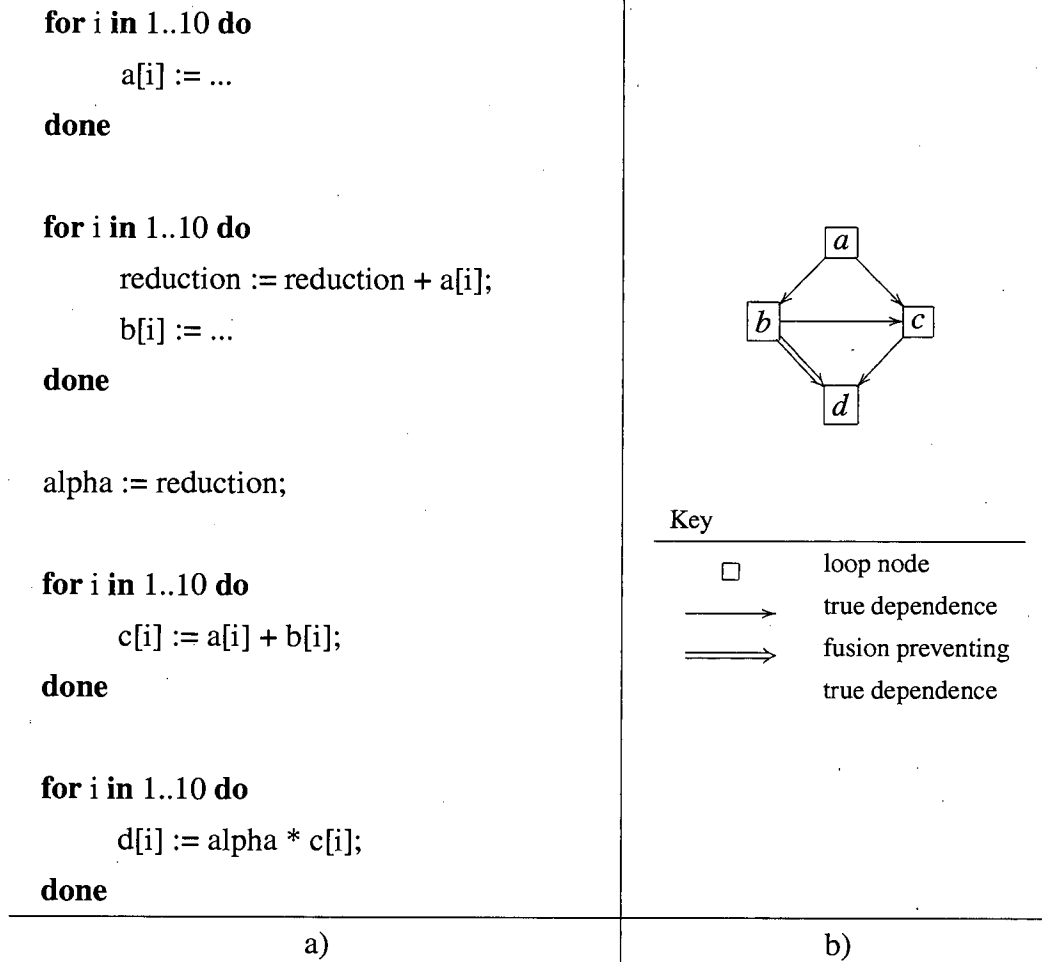 for i in 1..10 do
a[i] := ...
done
for i in 1..10 do
reduction := reduction + a[i];
b[i] := ...
done
alpha := reduction;
for i in 1..10 do
c[i] := a[i] + b[i];
done
for i in 1..10 do
d[i] := alpha * c[i];
done
a)
a
b
c
d
Key
loop node
true dependence
fusion preventing
true dependence
b)